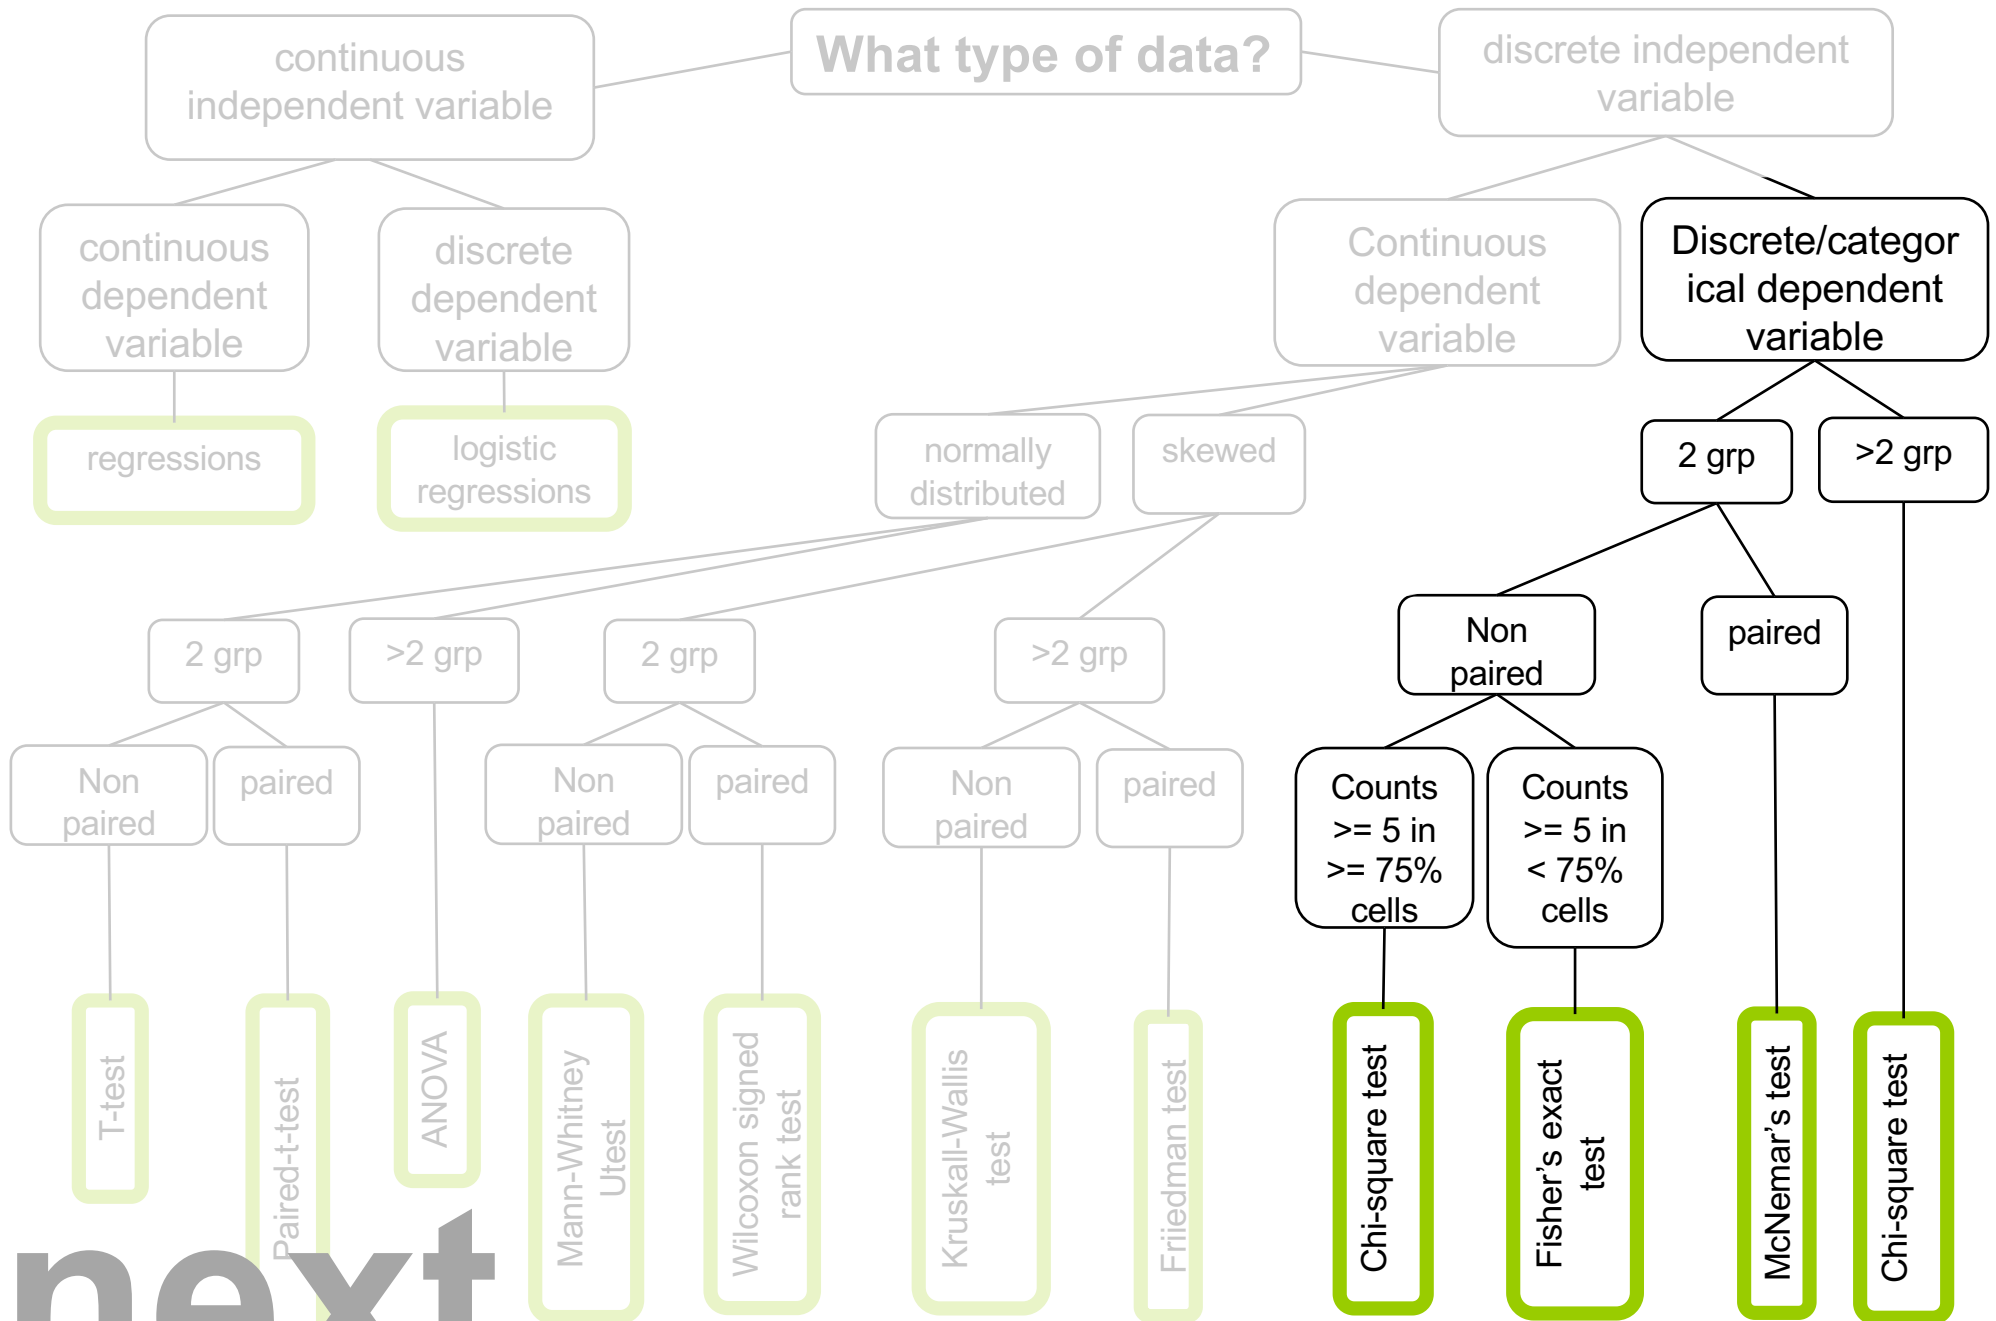 What type of data?
continuous
independent variable
discrete independent
variable
continuous
dependent
variable
discrete
dependent
variable
Continuous
dependent
variable
Discrete/categor
ical dependent
variable
regressions
logistic
regressions
normally
distributed
skewed
2 grp
>2 grp
2 grp
>2 grp
2 grp
>2 grp
Non
paired
paired
Non
paired
paired
Non
paired
paired
Non
paired
paired
Counts
>= 5 in
>= 75%
cells
Counts
>= 5 in
< 75%
cells
T-test
Paired-t-test
ANOVA
Mann-Whitney
Utest
Wilcoxon signed
rank test
Kruskall-Wallis
test
Friedman test
Chi-square test
Fisher’s exact
test
McNemar’s test
Chi-square test
next